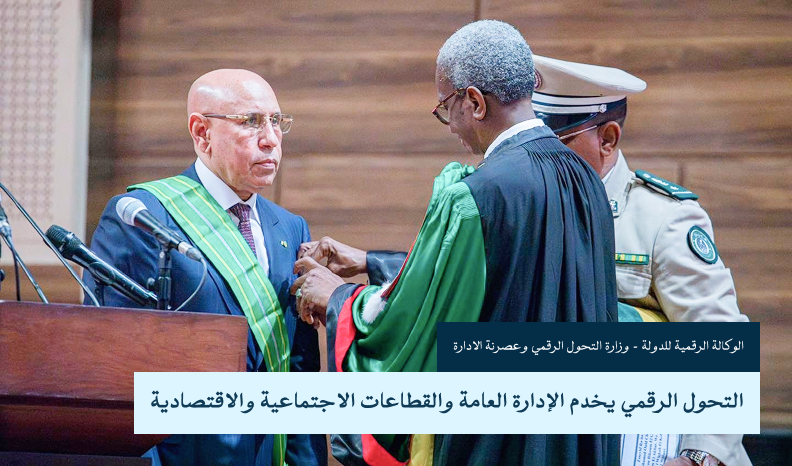 الوكالة الرقمية للدولة - وزارة التحول الرقمي وعصرنة الادارة
التحول الرقمي يخدم الإدارة العامة والقطاعات الاجتماعية والاقتصادية